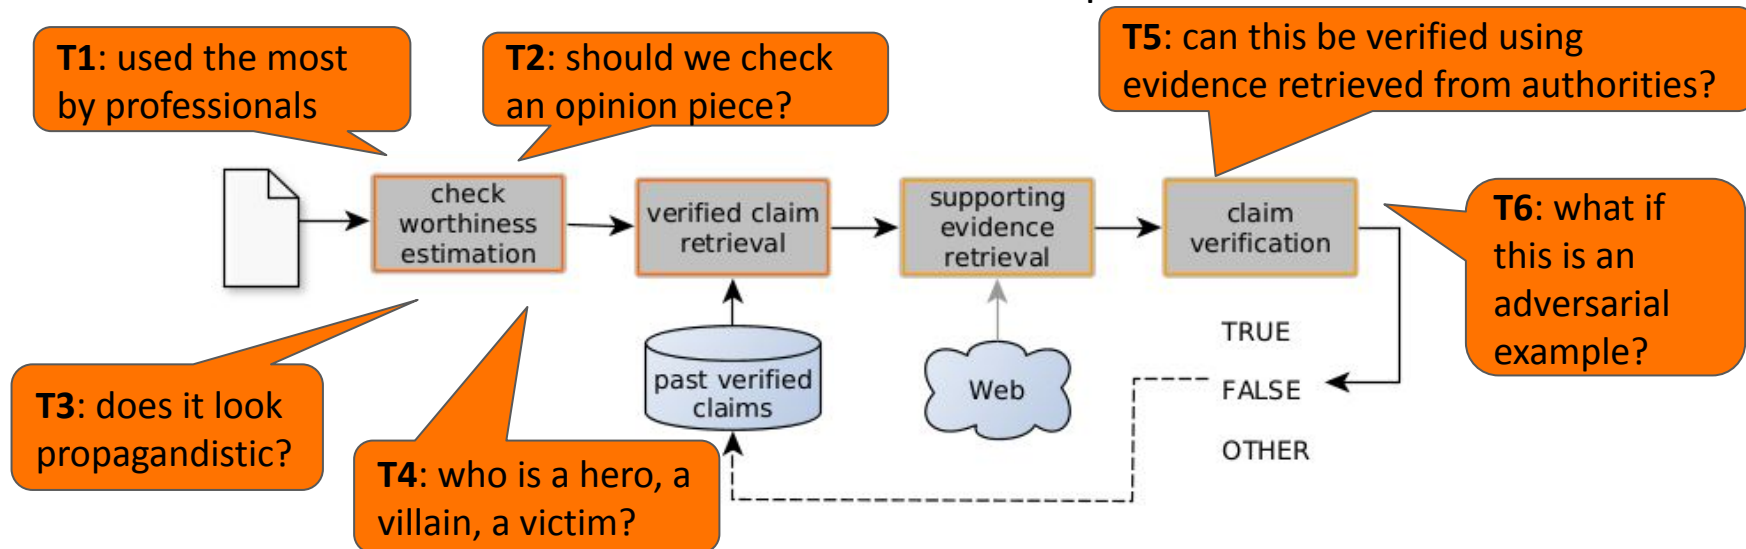 T1: used the most
by professionals
T2: should we check
an opinion piece?
T5: can this be verified using
evidence retrieved from authorities?
check
worthiness
estimation
verified claim
retrieval
supporting
evidence
retrieval
claim
verification
T6: what if
this is an
adversarial
example?
past verified
claims
Web
TRUE
FALSE
OTHER
T3: does it look
propagandistic?
T4: who is a hero, a
villain, a victim?